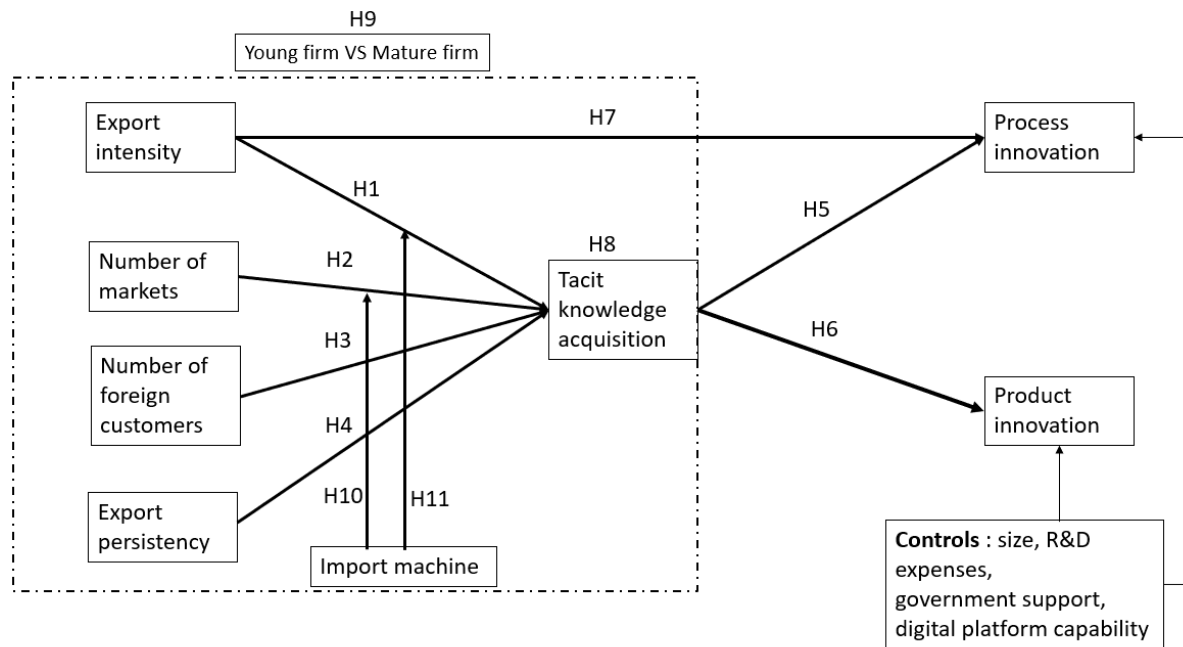 H9
Young firm VS Mature firm
Export
intensity
H7
Process
innovation
H1
H5
Number of
markets
H2
H8
Tacit
knowledge
acquisition
H3
H6
Number of
foreign
customers
H4
Product
innovation
H10
H11
Export
persistency
Import machine
Controls : size, R&D
expenses,
government support,
digital platform capability